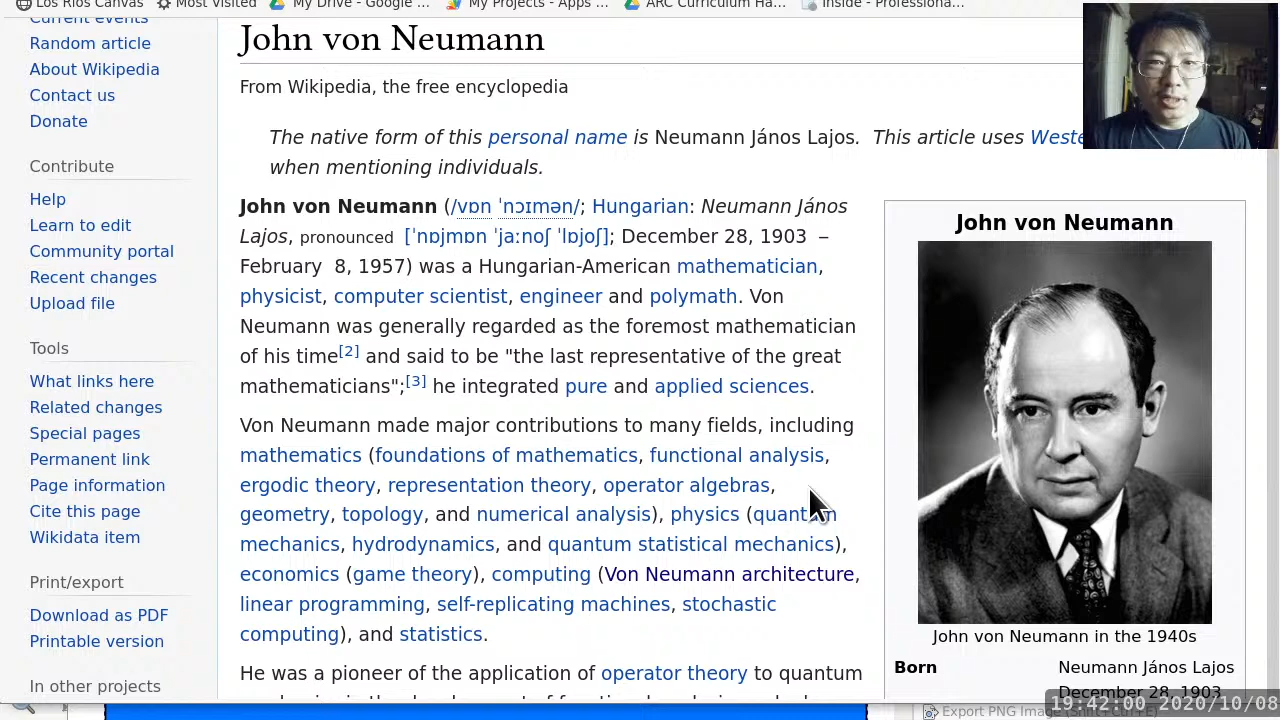 Los Rios Canvas Most Visited My Drive - Google ... My Projects - Apps ... ARC Curriculum Ha... Inside - Professiona...
Current events
Random article
About Wikipedia
Contact us
Donate
Contribute
Help
Learn to edit
Community portal
Recent changes
Upload file
Tools
What links here
Related changes
Special pages
Permanent link
Page information
Cite this page
Wikidata item
Print/export
Download as PDF
Printable version
In other projects
John von Neumann
From Wikipedia, the free encyclopedia
The native form of this personal name is Neumann János Lajos. This article uses
when mentioning individuals.
John von Neumann (/vɒn ˈnɔɪmən/; Hungarian: Neumann János
Lajos, pronounced [ˈnɒjmɒn ˈjaːnoʃ ˈlɒjoʃ]; December 28, 1903 –
February 8, 1957) was a Hungarian-American mathematician,
physicist, computer scientist, engineer and polymath. Von
Neumann was generally regarded as the foremost mathematician
of his time[2] and said to be "the last representative of the great
mathematicians";[3] he integrated pure and applied sciences.
Von Neumann made major contributions to many fields, including
mathematics (foundations of mathematics, functional analysis,
ergodic theory, representation theory, operator algebras,
geometry, topology, and numerical analysis), physics (quantum
mechanics, hydrodynamics, and quantum statistical mechanics),
economics (game theory), computing (Von Neumann architecture,
linear programming, self-replicating machines, stochastic
computing), and statistics.
He was a pioneer of the application of operator theory to quantum
John von Neumann
John von Neumann in the 1940s
Born Neumann János Lajos
December 28, 1903
Export PNG Image (Shift+Ctrl+E)
19:42:00 2020/10/08